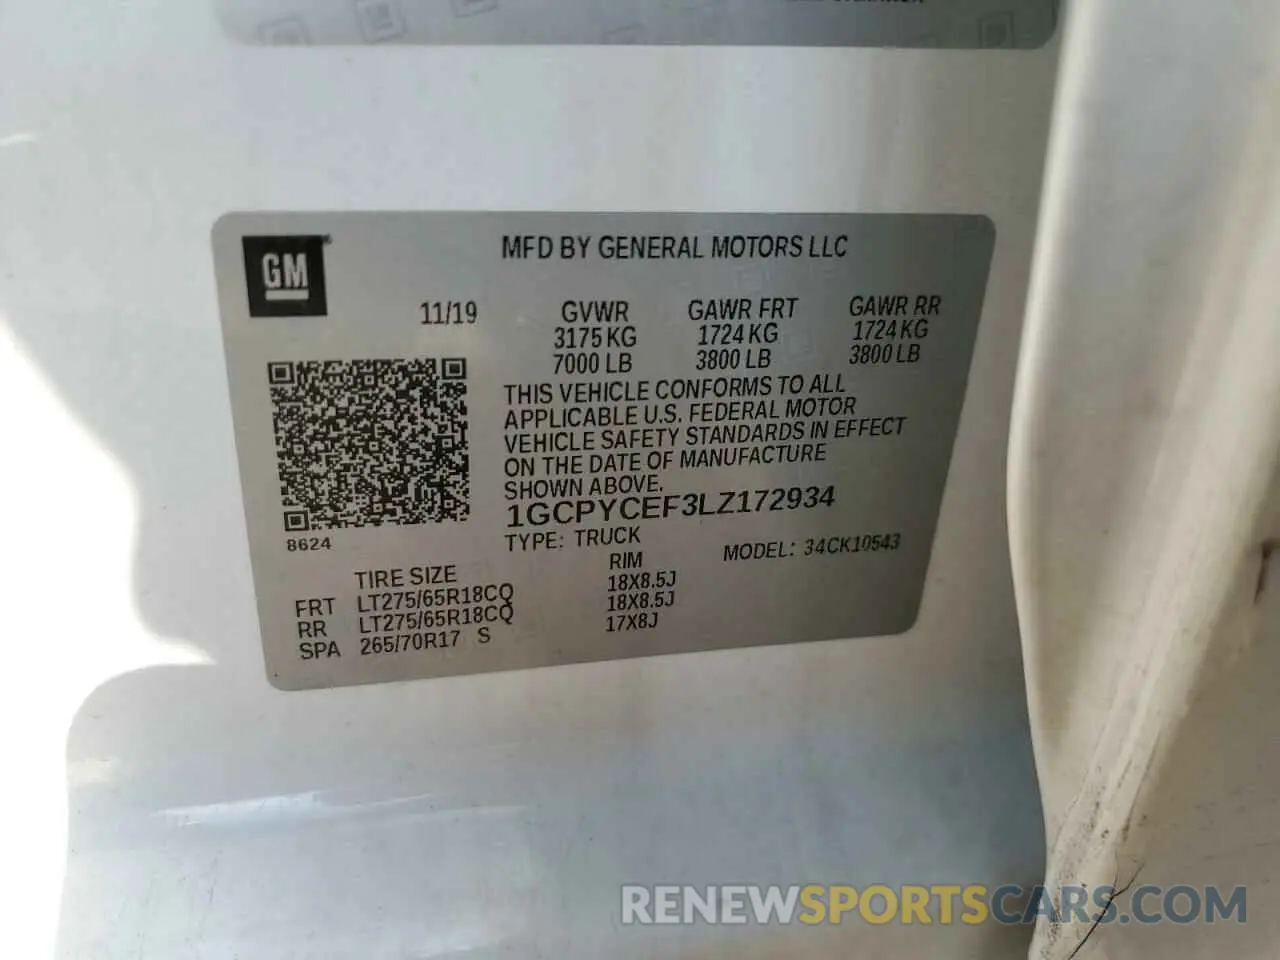 GM
MFD BY GENERAL MOTORS LLC
11/19 GVWR GAWR FRT GAWR RR
3175 KG 1724 KG 1724 KG
7000 LB 3800 LB 3800 LB
THIS VEHICLE CONFORMS TO ALL
APPLICABLE U.S. FEDERAL MOTOR
VEHICLE SAFETY STANDARDS IN EFFECT
ON THE DATE OF MANUFACTURE
SHOWN ABOVE.
1GCPYCEF3LZ172934
8624
TYPE: TRUCK MODEL: 34CK10543
TIRE SIZE RIM
FRT LT275/65R18CQ 18X8.5J
RR LT275/65R18CQ 18X8.5J
SPA 265/70R17 S 17X8J
RENEWSPORTSCARS.COM